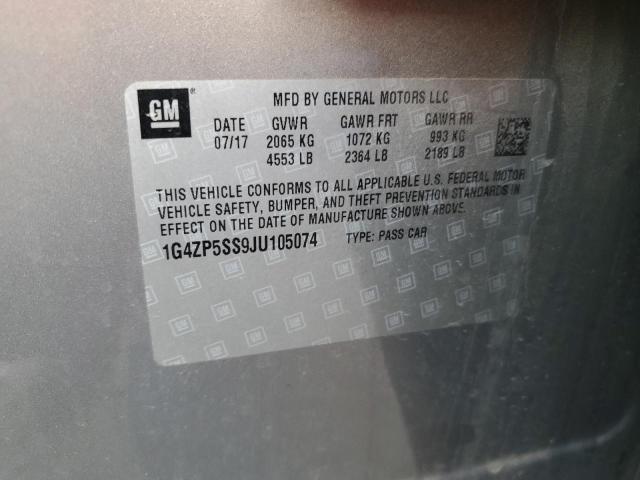 GM ® MFD BY GENERAL MOTORS LLC
DATE GVWR GAWR FRT GAWR RR
07/17 2065 KG 1072 KG 993 KG
4553 LB 2364 LB 2189 LB
THIS VEHICLE CONFORMS TO ALL APPLICABLE U.S. FEDERAL MOTOR
VEHICLE SAFETY, BUMPER, AND THEFT PREVENTION STANDARDS IN
EFFECT ON THE DATE OF MANUFACTURE SHOWN ABOVE.
1G4ZP5SS9JU105074 TYPE: PASS CAR